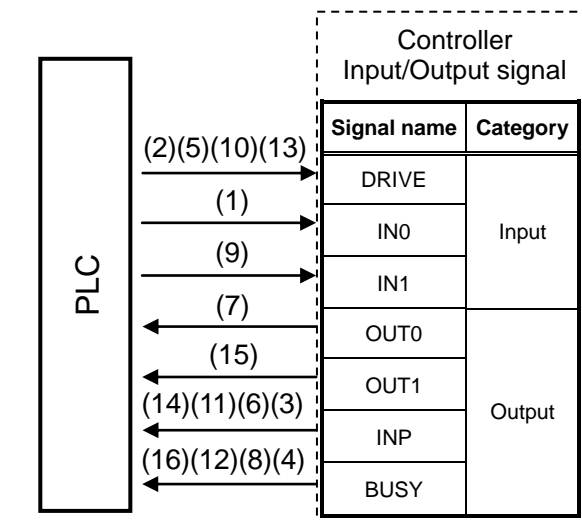 Controller
Input/Output signal
Signal name Category
(2)(5)(10)(13)
DRIVE
(1)
IN0 Input
(9)
IN1
PLC
(7)
OUT0
(15)
OUT1
(14)(11)(6)(3)
Output
INP
(16)(12)(8)(4)
BUSY